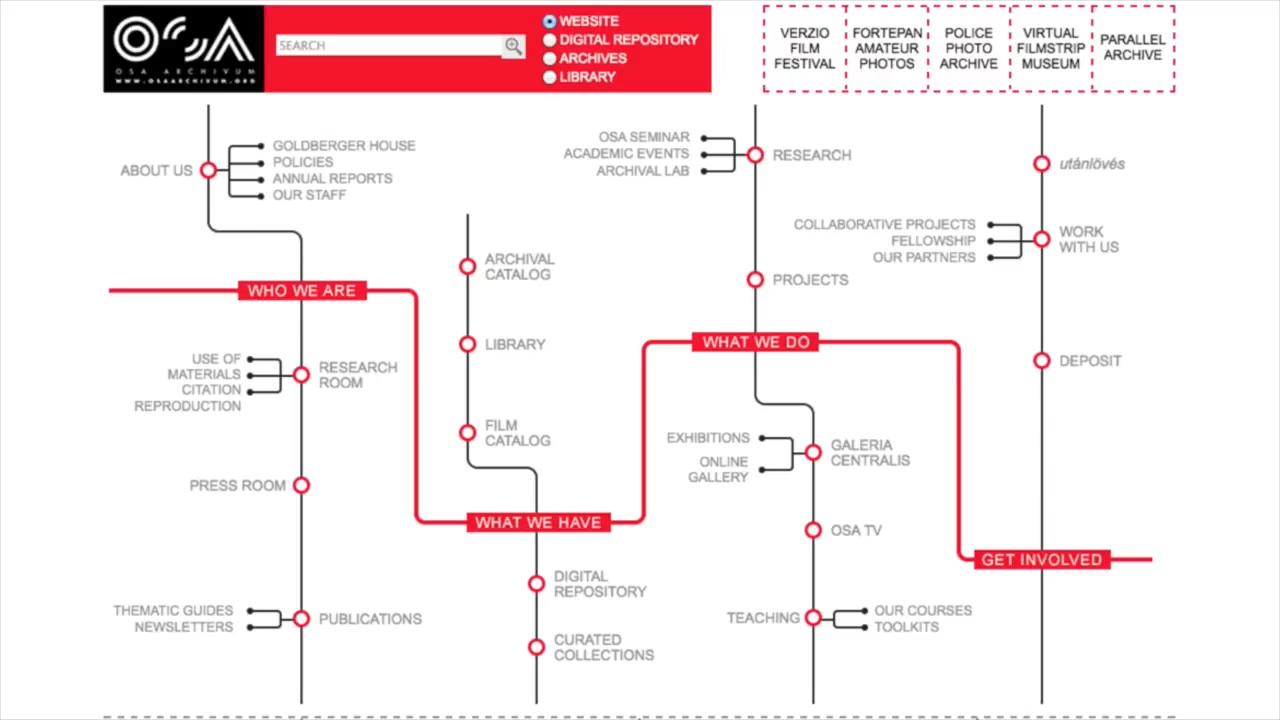 OSA
OSA ARCHIVUM
WWW.OSAARCHIVUM.ORG
SEARCH
WEBSITE
DIGITAL REPOSITORY
ARCHIVES
LIBRARY
VERZIO
FILM
FESTIVAL
FORTEPAN
AMATEUR
PHOTOS
POLICE
PHOTO
ARCHIVE
VIRTUAL
FILMSTRIP
MUSEUM
PARALLEL
ARCHIVE
ABOUT US
GOLDBERGER HOUSE
POLICIES
ANNUAL REPORTS
OUR STAFF
WHO WE ARE
USE OF
MATERIALS
CITATION
REPRODUCTION
RESEARCH
ROOM
PRESS ROOM
THEMATIC GUIDES
NEWSLETTERS
PUBLICATIONS
ARCHIVAL
CATALOG
LIBRARY
FILM
CATALOG
WHAT WE HAVE
DIGITAL
REPOSITORY
CURATED
COLLECTIONS
OSA SEMINAR
ACADEMIC EVENTS
ARCHIVAL LAB
RESEARCH
PROJECTS
WHAT WE DO
EXHIBITIONS
ONLINE
GALLERY
GALERIA
CENTRALIS
OSA TV
TEACHING
OUR COURSES
TOOLKITS
utánlövés
COLLABORATIVE PROJECTS
FELLOWSHIP
OUR PARTNERS
WORK
WITH US
DEPOSIT
GET INVOLVED